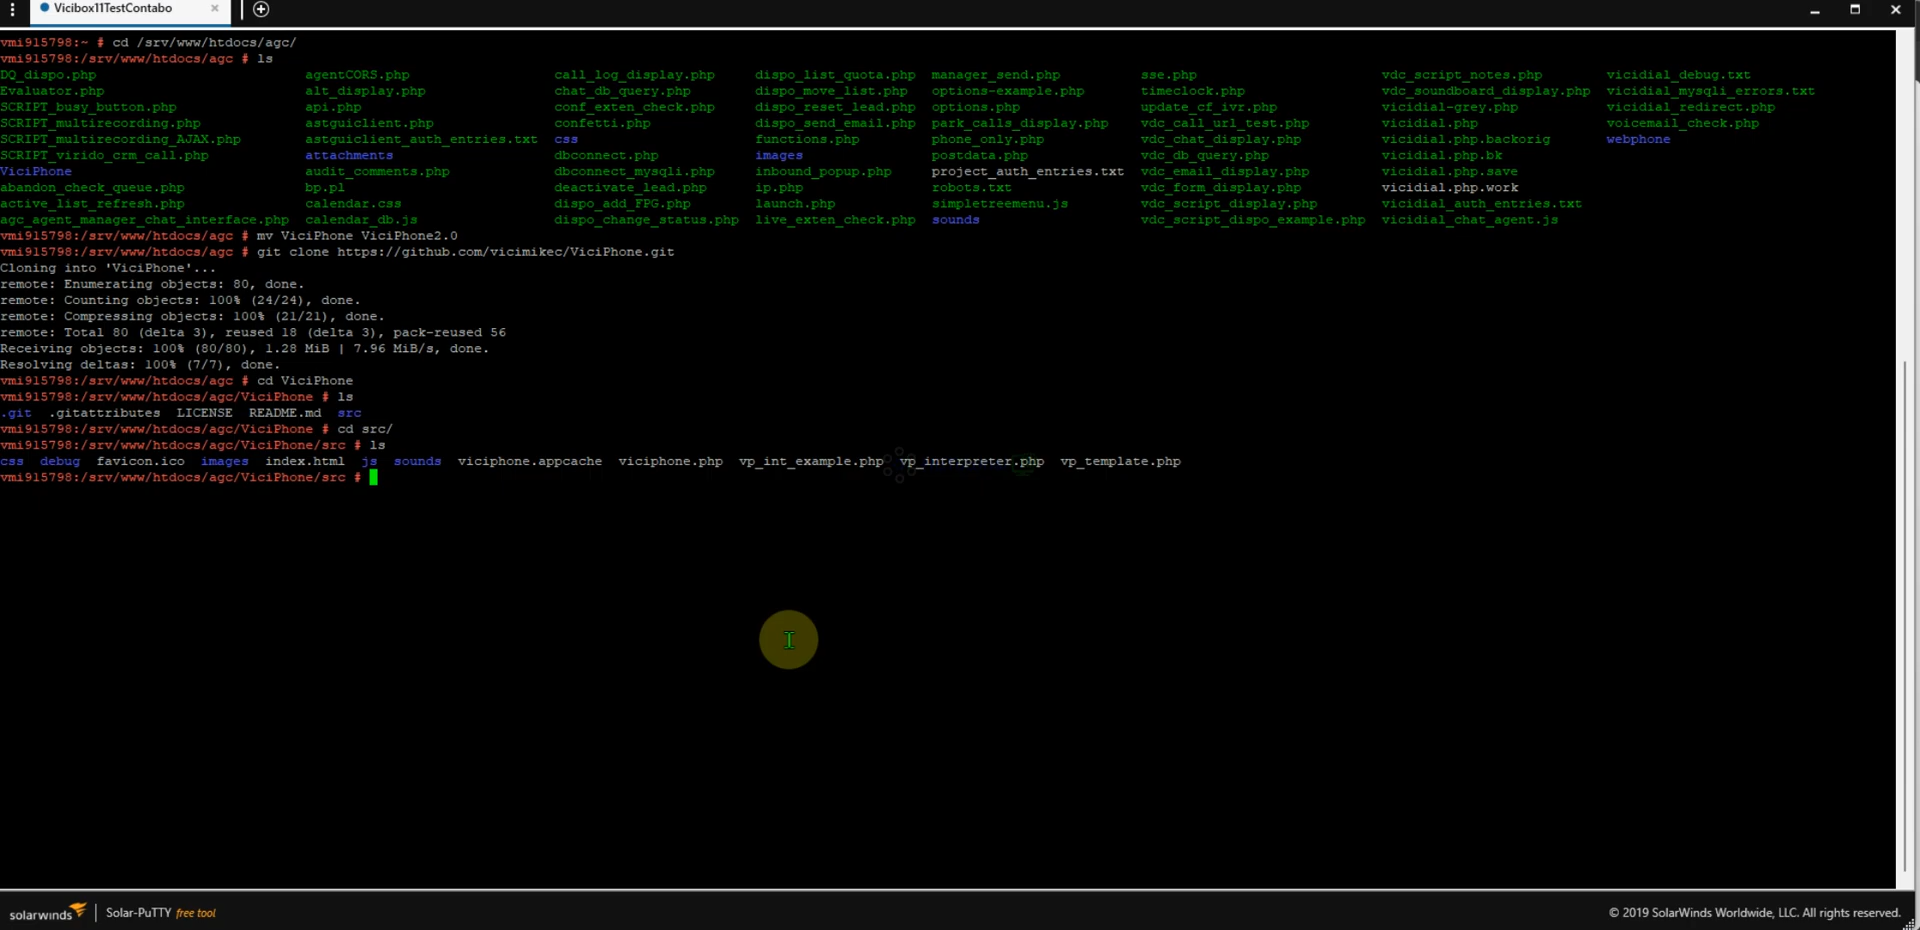 Vicibox11TestContabo
vmi915798:~ # cd /srv/www/htdocs/agc/
vmi915798:/srv/www/htdocs/agc # ls
DQ_dispo.php agentCORS.php call_log_display.php dispo_list_quota.php manager_send.php sse.php vdc_script_notes.php vicidial_debug.txt
Evaluator.php alt_display.php chat_db_query.php dispo_move_list.php options-example.php timeclock.php vdc_soundboard_display.php vicidial_mysqli_errors.txt
SCRIPT_busy_button.php api.php conf_exten_check.php dispo_reset_lead.php options.php update_cf_ivr.php vicidial-grey.php vicidial_redirect.php
SCRIPT_multirecording.php astguiclient.php confetti.php dispo_send_email.php park_calls_display.php vdc_call_url_test.php vicidial.php voicemail_check.php
SCRIPT_multirecording_AJAX.php astguiclient_auth_entries.txt css functions.php phone_only.php vdc_chat_display.php vicidial.php.backorig webphone
SCRIPT_virido_crm_call.php attachments dbconnect.php images postdata.php vdc_db_query.php vicidial.php.bk
ViciPhone audit_comments.php dbconnect_mysqli.php inbound_popup.php project_auth_entries.txt vdc_email_display.php vicidial.php.save
abandon_check_queue.php bp.pl deactivate_lead.php ip.php robots.txt vdc_form_display.php vicidial.php.work
active_list_refresh.php calendar.css dispo_add_FPG.php launch.php simpletreemenu.js vdc_script_display.php vicidial_auth_entries.txt
agc_agent_manager_chat_interface.php calendar_db.js dispo_change_status.php live_exten_check.php sounds vdc_script_dispo_example.php vicidial_chat_agent.js
vmi915798:/srv/www/htdocs/agc # mv ViciPhone ViciPhone2.0
vmi915798:/srv/www/htdocs/agc # git clone https://github.com/vicimikec/ViciPhone.git
Cloning into 'ViciPhone'...
remote: Enumerating objects: 80, done.
remote: Counting objects: 100% (24/24), done.
remote: Compressing objects: 100% (21/21), done.
remote: Total 80 (delta 3), reused 18 (delta 3), pack-reused 56
Receiving objects: 100% (80/80), 1.28 MiB | 7.96 MiB/s, done.
Resolving deltas: 100% (7/7), done.
vmi915798:/srv/www/htdocs/agc # cd ViciPhone
vmi915798:/srv/www/htdocs/agc/ViciPhone # ls
.git .gitattributes LICENSE README.md src
vmi915798:/srv/www/htdocs/agc/ViciPhone # cd src/
vmi915798:/srv/www/htdocs/agc/ViciPhone/src # ls
css debug favicon.ico images index.html js sounds viciphone.appcache viciphone.php vp_int_example.php vp_interpreter.php vp_template.php
vmi915798:/srv/www/htdocs/agc/ViciPhone/src #
solarwinds | Solar-PuTTY free tool © 2019 SolarWinds Worldwide, LLC. All rights reserved.